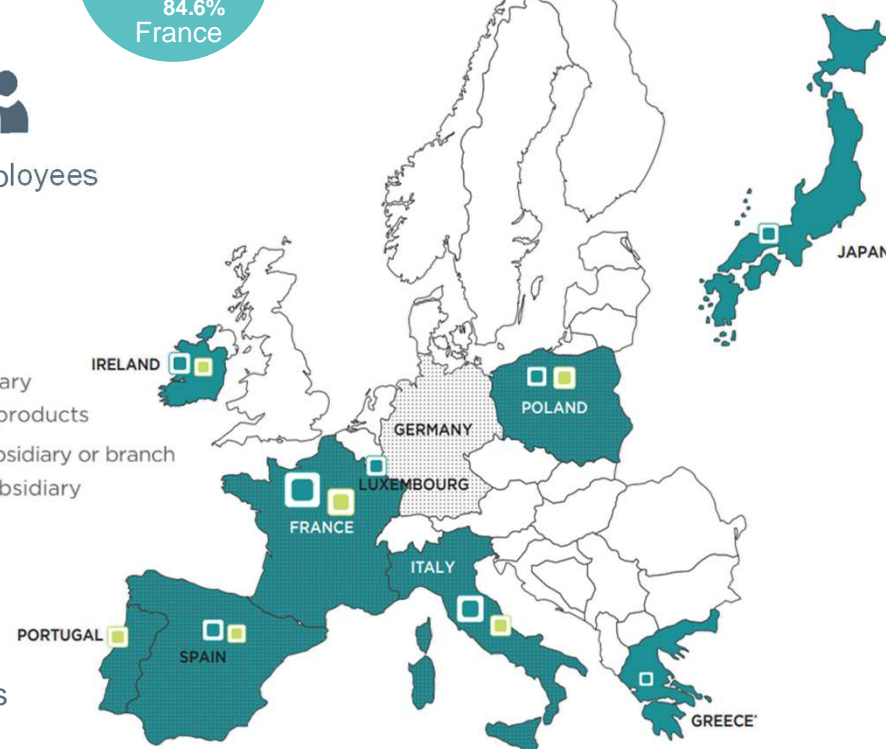 84.6%
France
ployees
JAPAN
IRELAND
ary
products
POLAND
GERMANY
bsidiary or branch
LUXEMBOURG
bsidiary
FRANCE
ITALY
PORTUGAL
SPAIN
s
GREECE*